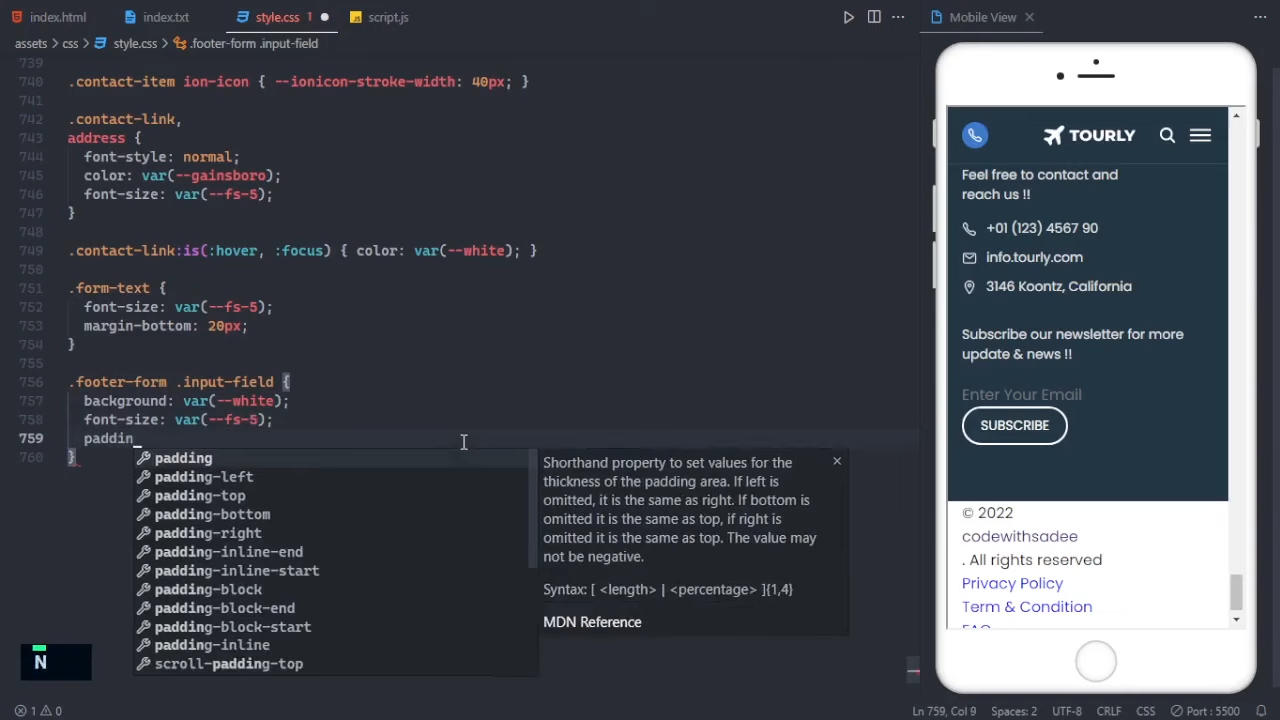 index.html
index.txt
style.css 1
script.js
Mobile View
assets > css > style.css > .footer-form .input-field
739
740 .contact-item ion-icon { --ionicon-stroke-width: 40px; }
741
742 .contact-link,
743 address {
744 font-style: normal;
745 color: var(--gainsboro);
746 font-size: var(--fs-5);
747 }
748
749 .contact-link:is(:hover, :focus) { color: var(--white); }
750
751 .form-text {
752 font-size: var(--fs-5);
753 margin-bottom: 20px;
754 }
755
756 .footer-form .input-field {
757 background: var(--white);
758 font-size: var(--fs-5);
759 paddin
760 }
padding
padding-left
padding-top
padding-bottom
padding-right
padding-inline-end
padding-inline-start
padding-block
padding-block-end
padding-block-start
padding-inline
scroll-padding-top
Shorthand property to set values for the
thickness of the padding area. If left is
omitted, it is the same as right. If bottom is
omitted it is the same as top, if right is
omitted it is the same as top. The value may
not be negative.
Syntax: [ <length> | <percentage> ]{1,4}
MDN Reference
N
TOURLY
Feel free to contact and
reach us !!
+01 (123) 4567 90
info.tourly.com
3146 Koontz, California
Subscribe our newsletter for more
update & news !!
Enter Your Email
SUBSCRIBE
© 2022
codewithsadee
. All rights reserved
Privacy Policy
Term & Condition
FAQ
1 0
Ln 759, Col 9
Spaces: 2
UTF-8
CRLF
CSS
Port : 5500